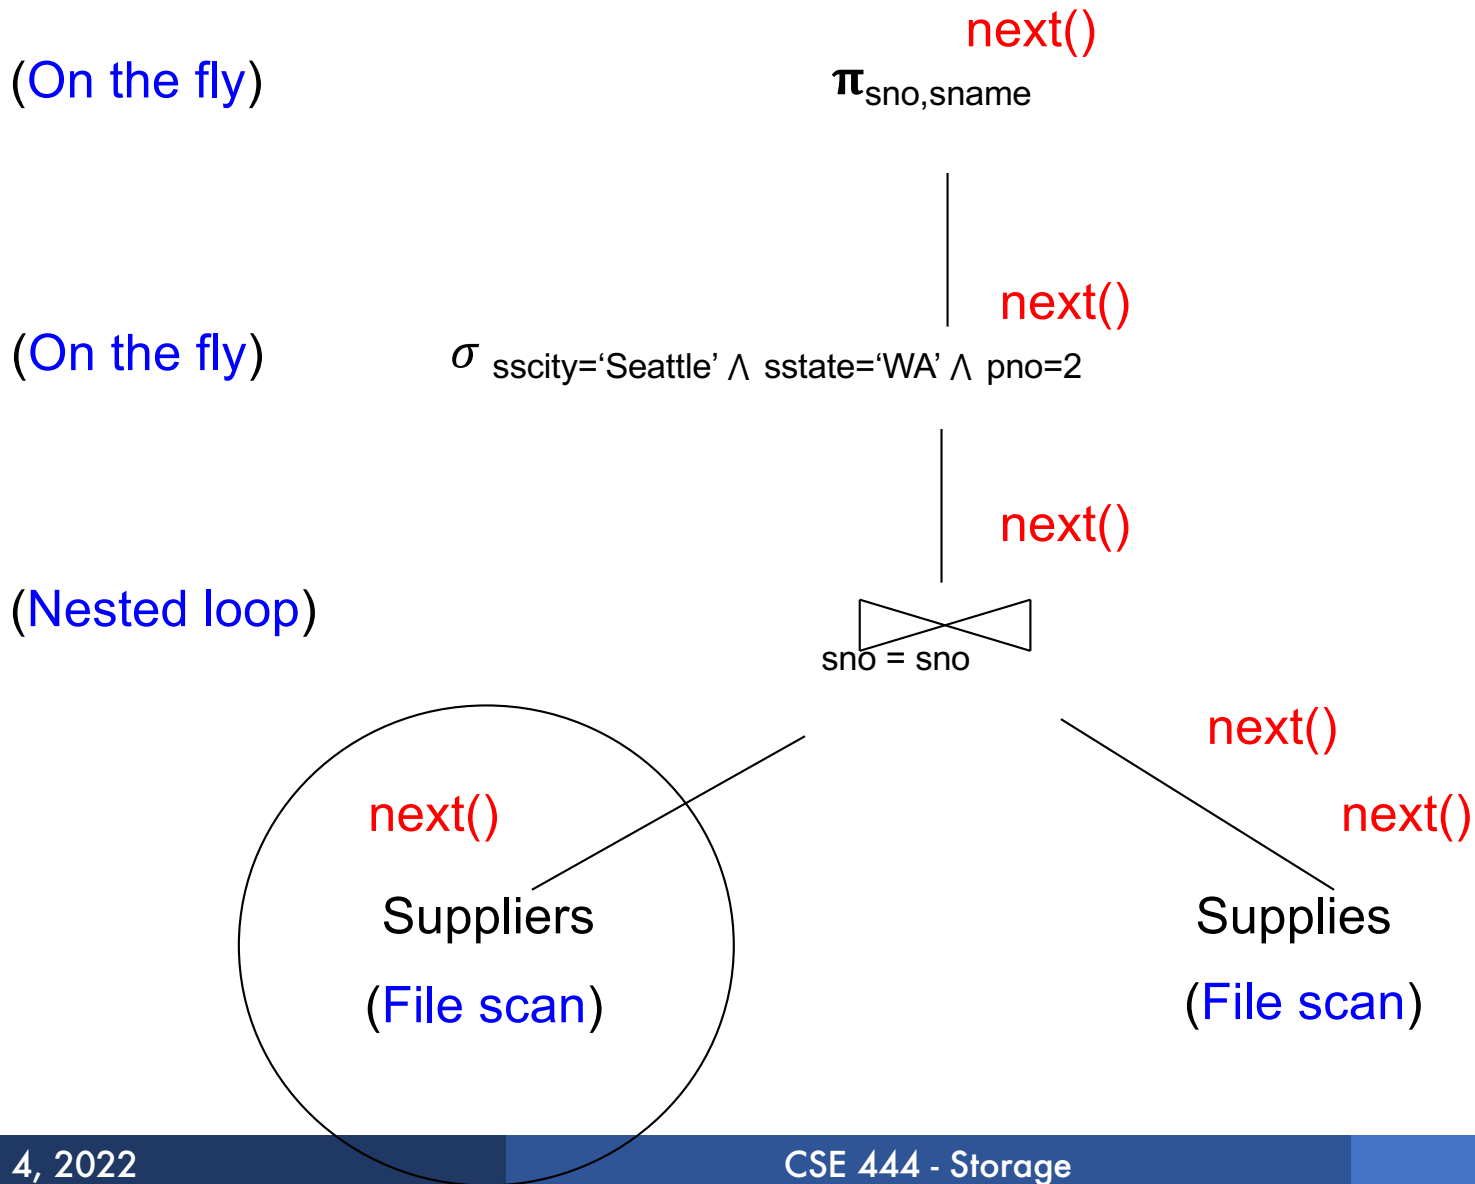 next()
(On the fly)
πsno,sname
next()
(On the fly)
σ sscity=‘Seattle’ ∧ sstate=‘WA’ ∧ pno=2
next()
(Nested loop)
sno = sno
next()
next()
next()
Suppliers
Supplies
(File scan)
(File scan)
4, 2022
CSE 444 - Storage